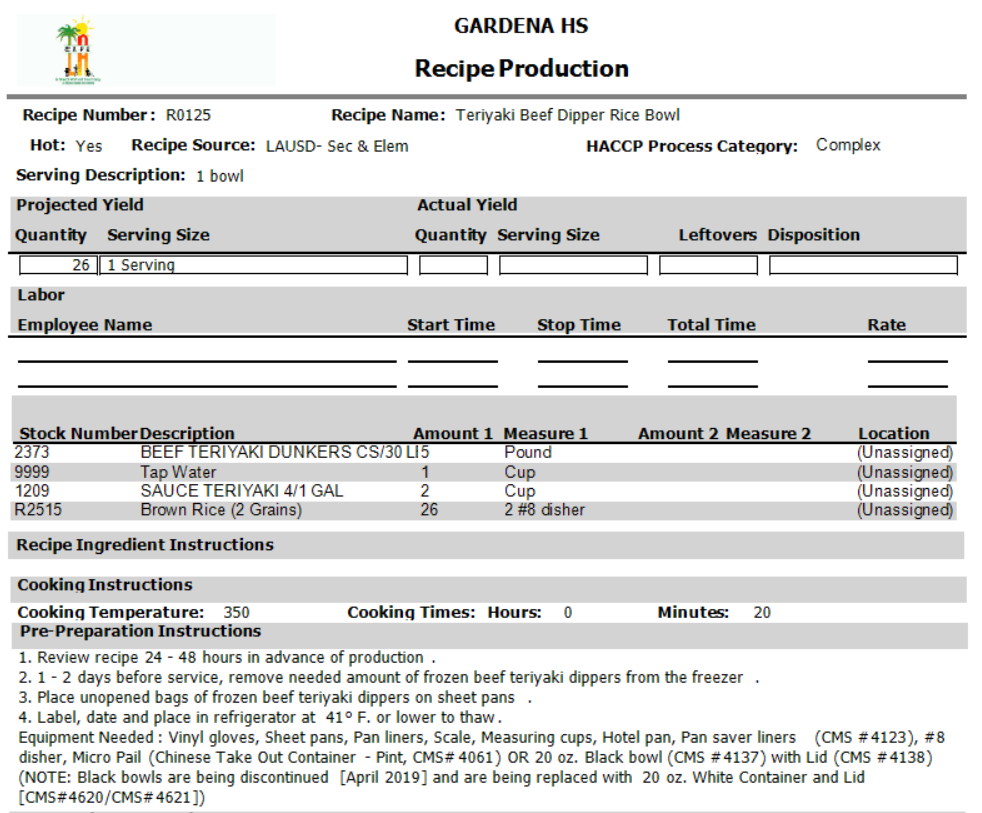 GARDENA HS
Recipe Production
Recipe Number: R0125 Recipe Name: Teriyaki Beef Dipper Rice Bowl
Hot: Yes Recipe Source: LAUSD- Sec & Elem HACCP Process Category: Complex
Serving Description: 1 bowl
Projected Yield Actual Yield
Quantity Serving Size Quantity Serving Size Leftovers Disposition
26 1 Serving
Labor
Employee Name Start Time Stop Time Total Time Rate
Stock Number Description Amount 1 Measure 1 Amount 2 Measure 2 Location
2373 BEEF TERIYAKI DUNKERS CS/30 L 5 Pound (Unassigned)
9999 Tap Water 1 Cup (Unassigned)
1209 SAUCE TERIYAKI 4/1 GAL 2 Cup (Unassigned)
R2515 Brown Rice (2 Grains) 26 2 #8 disher (Unassigned)
Recipe Ingredient Instructions
Cooking Instructions
Cooking Temperature: 350 Cooking Times: Hours: 0 Minutes: 20
Pre-Preparation Instructions
1. Review recipe 24 - 48 hours in advance of production .
2. 1 - 2 days before service, remove needed amount of frozen beef teriyaki dippers from the freezer .
3. Place unopened bags of frozen beef teriyaki dippers on sheet pans .
4. Label, date and place in refrigerator at 41° F. or lower to thaw.
Equipment Needed : Vinyl gloves, Sheet pans, Pan liners, Scale, Measuring cups, Hotel pan, Pan saver liners (CMS #4123), #8
disher, Micro Pail (Chinese Take Out Container - Pint, CMS# 4061) OR 20 oz. Black bowl (CMS #4137) with Lid (CMS #4138)
(NOTE: Black bowls are being discontinued [April 2019] and are being replaced with 20 oz. White Container and Lid
[CMS#4620/CMS#4621])